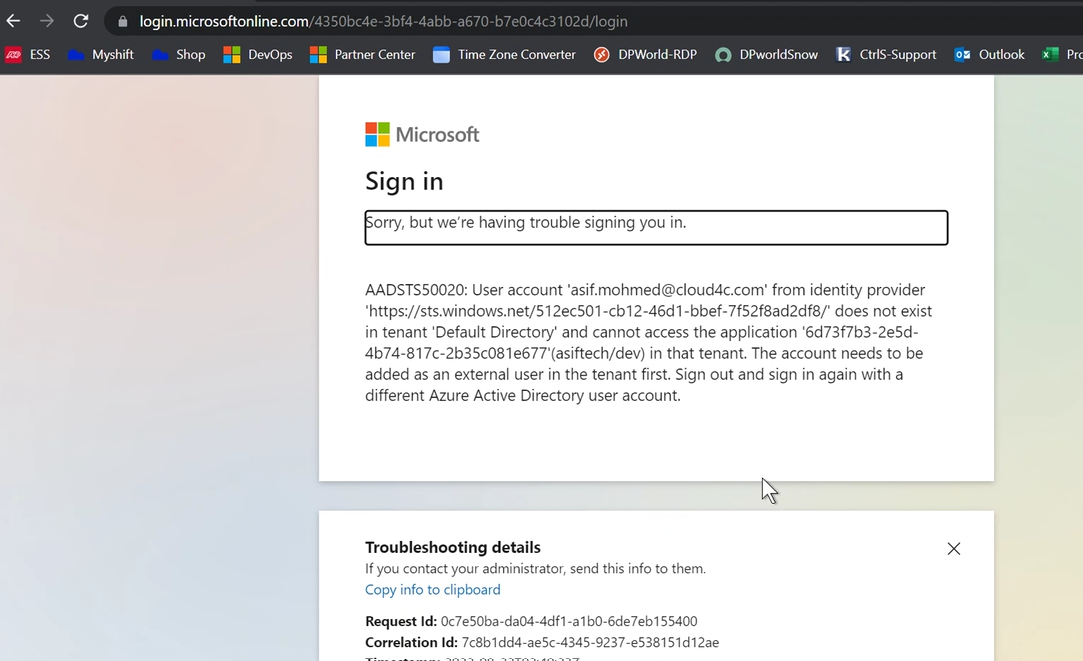 login.microsoftonline.com/4350bc4e-3bf4-4abb-a670-b7e0c4c3102d/login
ESS Myshift Shop DevOps Partner Center Time Zone Converter DPWorld-RDP DPworldSnow CtrlS-Support Outlook
Microsoft
Sign in
Sorry, but we're having trouble signing you in.
AADSTS50020: User account 'asif.mohmed@cloud4c.com' from identity provider
'https://sts.windows.net/512ec501-cb12-46d1-bbef-7f52f8ad2df8/' does not exist
in tenant 'Default Directory' and cannot access the application '6d73f7b3-2e5d-
4b74-817c-2b35c081e677'(asiftech/dev) in that tenant. The account needs to be
added as an external user in the tenant first. Sign out and sign in again with a
different Azure Active Directory user account.
Troubleshooting details
If you contact your administrator, send this info to them.
Copy info to clipboard
Request Id: 0c7e50ba-da04-4df1-a1b0-6de7eb155400
Correlation Id: 7c8b1dd4-ae5c-4345-9237-e538151d12ae